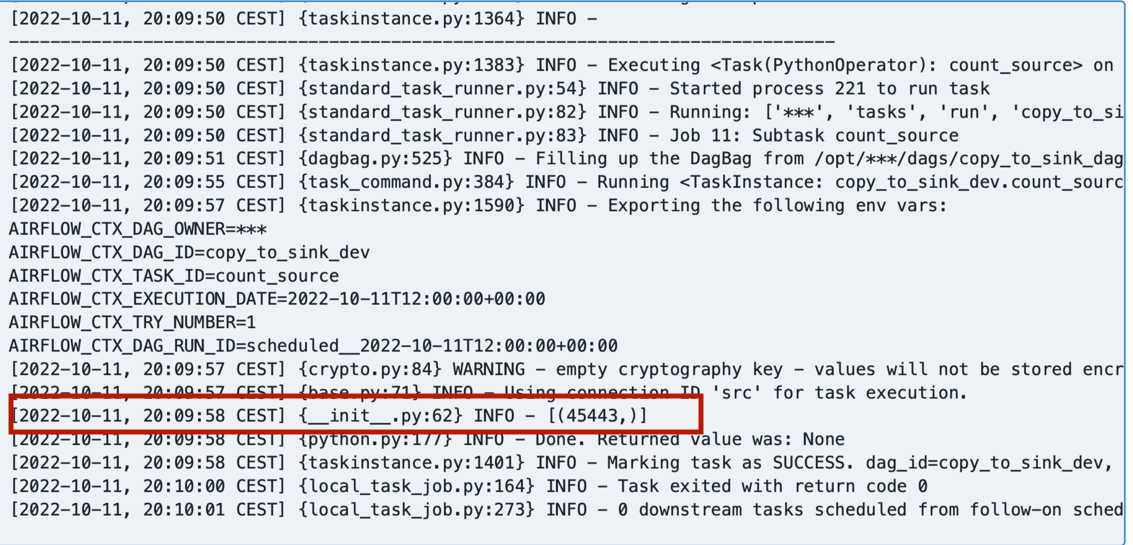 [2022-10-11, 20:09:50 CEST] {taskinstance.py:1364} INFO -
--------------------------------------------------------------------------------
[2022-10-11, 20:09:50 CEST] {taskinstance.py:1383} INFO - Executing <Task(PythonOperator): count_source> on
[2022-10-11, 20:09:50 CEST] {standard_task_runner.py:54} INFO - Started process 221 to run task
[2022-10-11, 20:09:50 CEST] {standard_task_runner.py:82} INFO - Running: ['***', 'tasks', 'run', 'copy_to_si
[2022-10-11, 20:09:50 CEST] {standard_task_runner.py:83} INFO - Job 11: Subtask count_source
[2022-10-11, 20:09:51 CEST] {dagbag.py:525} INFO - Filling up the DagBag from /opt/***/dags/copy_to_sink_dag
[2022-10-11, 20:09:55 CEST] {task_command.py:384} INFO - Running <TaskInstance: copy_to_sink_dev.count_sourc
[2022-10-11, 20:09:57 CEST] {taskinstance.py:1590} INFO - Exporting the following env vars:
AIRFLOW_CTX_DAG_OWNER=***
AIRFLOW_CTX_DAG_ID=copy_to_sink_dev
AIRFLOW_CTX_TASK_ID=count_source
AIRFLOW_CTX_EXECUTION_DATE=2022-10-11T12:00:00+00:00
AIRFLOW_CTX_TRY_NUMBER=1
AIRFLOW_CTX_DAG_RUN_ID=scheduled__2022-10-11T12:00:00+00:00
[2022-10-11, 20:09:57 CEST] {crypto.py:84} WARNING - empty cryptography key - values will not be stored encr
[2022-10-11, 20:09:57 CEST] {base.py:71} INFO - Using connection ID 'src' for task execution.
[2022-10-11, 20:09:58 CEST] {__init__.py:62} INFO - [(45443,)]
[2022-10-11, 20:09:58 CEST] {python.py:177} INFO - Done. Returned value was: None
[2022-10-11, 20:09:58 CEST] {taskinstance.py:1401} INFO - Marking task as SUCCESS. dag_id=copy_to_sink_dev,
[2022-10-11, 20:10:00 CEST] {local_task_job.py:164} INFO - Task exited with return code 0
[2022-10-11, 20:10:01 CEST] {local_task_job.py:273} INFO - 0 downstream tasks scheduled from follow-on sched